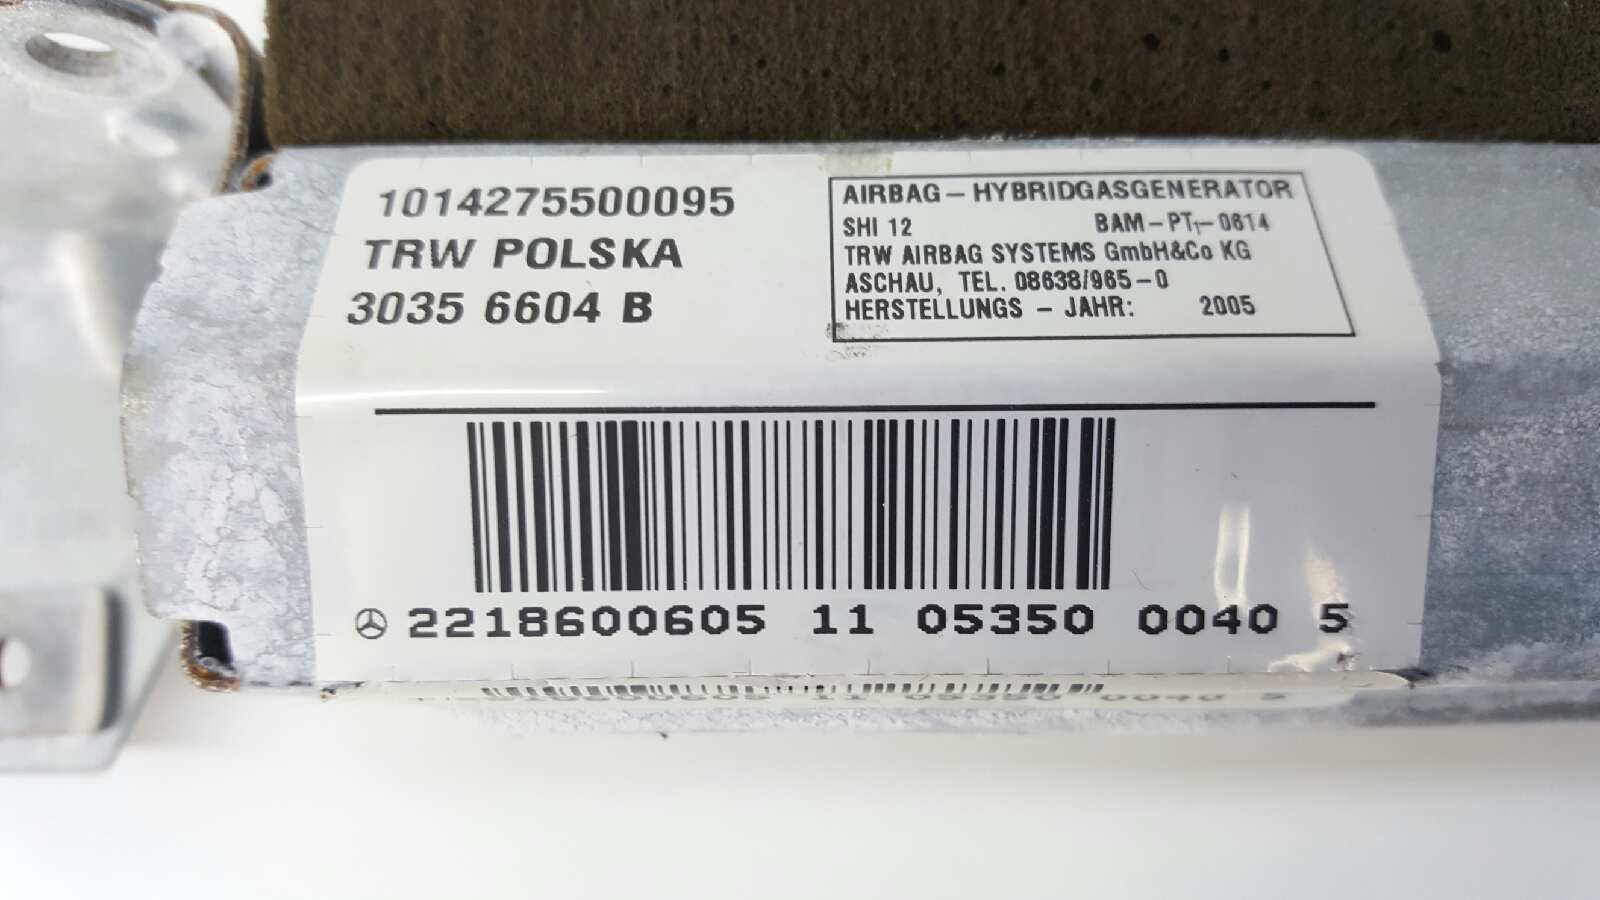 1014275500095
TRW POLSKA
3035 6604 B
AIRBAG – HYBRIDGASGENERATOR
SHI 12 BAM–PT₁–0614
TRW AIRBAG SYSTEMS GmbH&Co KG
ASCHAU, TEL. 08638/965–0
HERSTELLUNGS – JAHR: 2005
2218600605 11 05350 0040 5